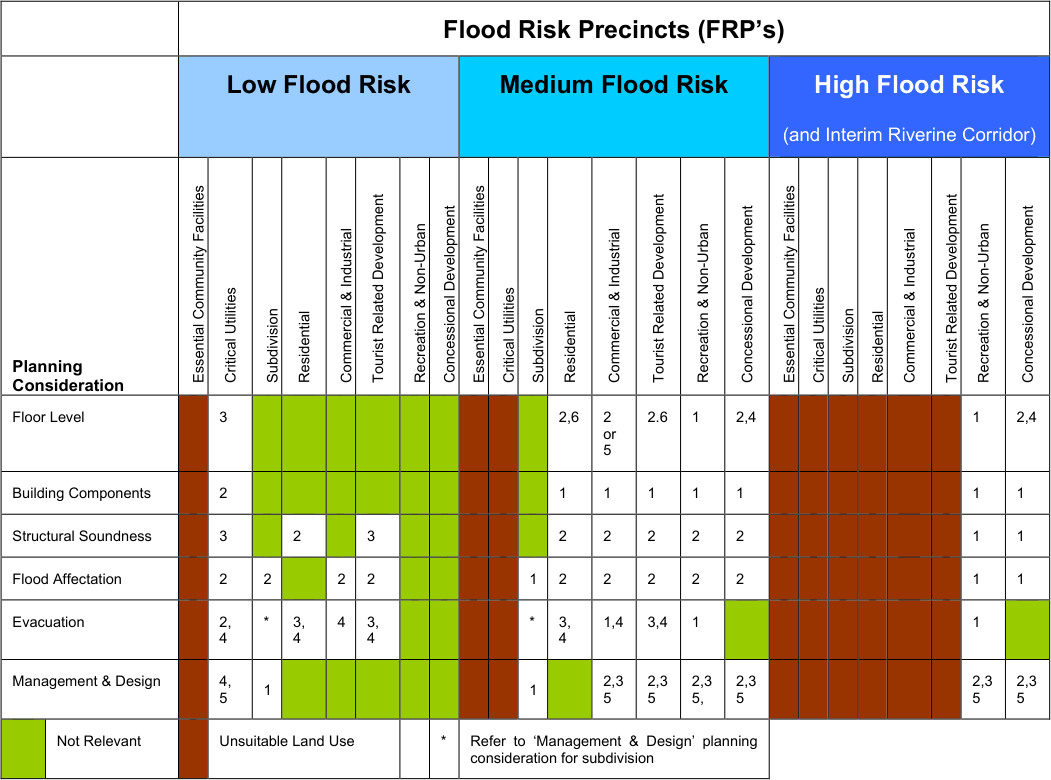 Flood Risk Precincts (FRP’s)
Low Flood Risk
Medium Flood Risk
High Flood Risk
(and Interim Riverine Corridor)
Planning
Consideration
Essential Community Facilities
Critical Utilities
Subdivision
Residential
Commercial & Industrial
Tourist Related Development
Recreation & Non-Urban
Concessional Development
Essential Community Facilities
Critical Utilities
Subdivision
Residential
Commercial & Industrial
Tourist Related Development
Recreation & Non-Urban
Concessional Development
Essential Community Facilities
Critical Utilities
Subdivision
Residential
Commercial & Industrial
Tourist Related Development
Recreation & Non-Urban
Concessional Development
Floor Level 3 2,6 2 2.6 1 2,4 1 2,4
or
5
Building Components 2 1 1 1 1 1 1 1
Structural Soundness 3 2 3 2 2 2 2 2 1 1
Flood Affectation 2 2 2 2 1 2 2 2 2 2 1 1
Evacuation 2, * 3, 4 3, * 3, 1,4 3,4 1 1
4 4 4 4
Management & Design 4, 1 1 2,3 2,3 2,3 2,3 2,3 2,3
5 5 5 5, 5 5 5
Not Relevant
Unsuitable Land Use
*
Refer to ‘Management & Design’ planning
consideration for subdivision